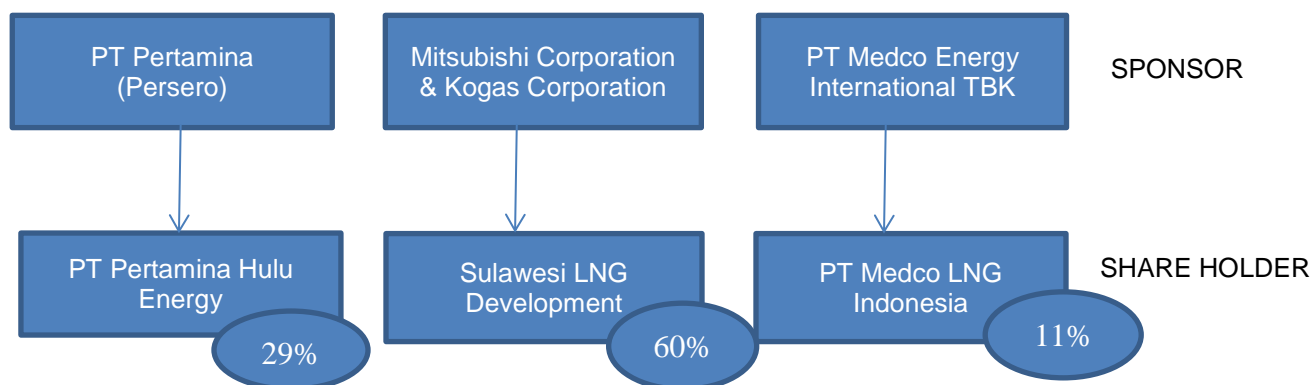 PT Pertamina
(Persero)
Mitsubishi Corporation
& Kogas Corporation
PT Medco Energy
International TBK
SPONSOR
PT Pertamina Hulu
Energy
29%
Sulawesi LNG
Development
60%
PT Medco LNG
Indonesia
11%
SHARE HOLDER